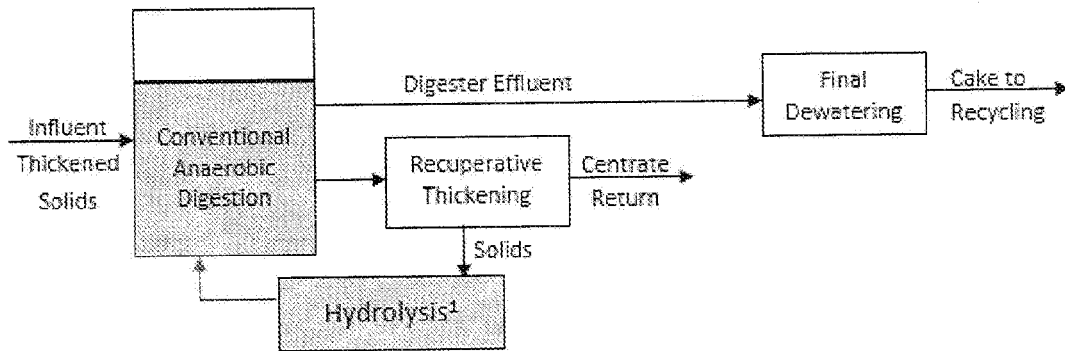 Influent
Thickened
Solids
Conventional
Anaerobic
Digestion
Digester Effluent
Final
Dewatering
Cake to
Recycling
Recuperative
Thickening
Centrate
Return
Solids
Hydrolysis¹